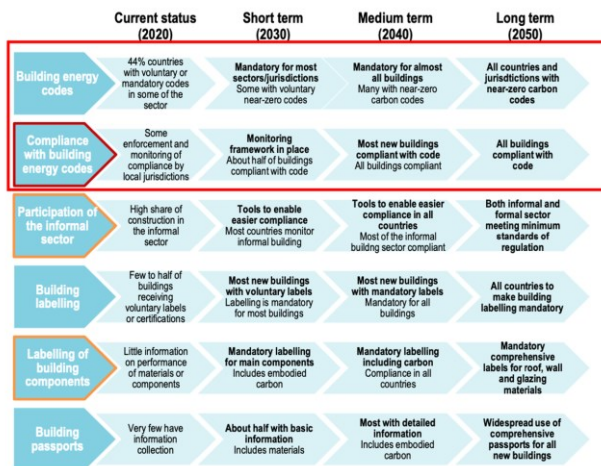 Current status
(2020)
Short term
(2030)
Medium term
(2040)
Long term
(2050)
Building energy
codes
44% countries
with voluntary or
mandatory codes
in some of the
sector
Mandatory for most
sectors/jurisdictions
Some with voluntary
near-zero codes
Mandatory for almost
all buildings
Many with near-zero
carbon codes
All countries and
jurisdtictions with
near-zero carbon
codes
Compliance
with building
energy codes
Some
enforcement and
monitoring of
compliance by
local jurisdictions
Monitoring
framework in place
About half of buildings
compliant with code
Most new buildings
compliant with code
All buildings compliant
All buildings
compliant with
code
Participation of
the informal
sector
High share of
construction in
the informal
sector
Tools to enable
easier compliance
Most countries monitor
informal building
Tools to enable easier
compliance in all
countries
Most of the informal
buildng sector compliant
Both informal and
formal sector
meeting minimum
standards of
regulation
Building
labelling
Few to half of
buildings
receiving
voluntary labels
or certifications
Most new buildings
with voluntary labels
Labelling is mandatory
for most buildings
Most new buildings
with mandatory labels
Mandatory for all
buildings
All countries to
make building
labelling mandatory
Labelling of
building
components
Little information
on performance
of materials or
components
Mandatory labelling
for main components
Includes embodied
carbon
Mandatory labelling
including carbon
Compliance in all
countries
Mandatory
comprehensive
labels for roof, wall
and glazing
materials
Building
passports
Very few have
information
collection
About half with basic
information
Includes materials
Most with detailed
information
Includes embodied
carbon
Widespread use of
comprehensive
passports for all
new buildings